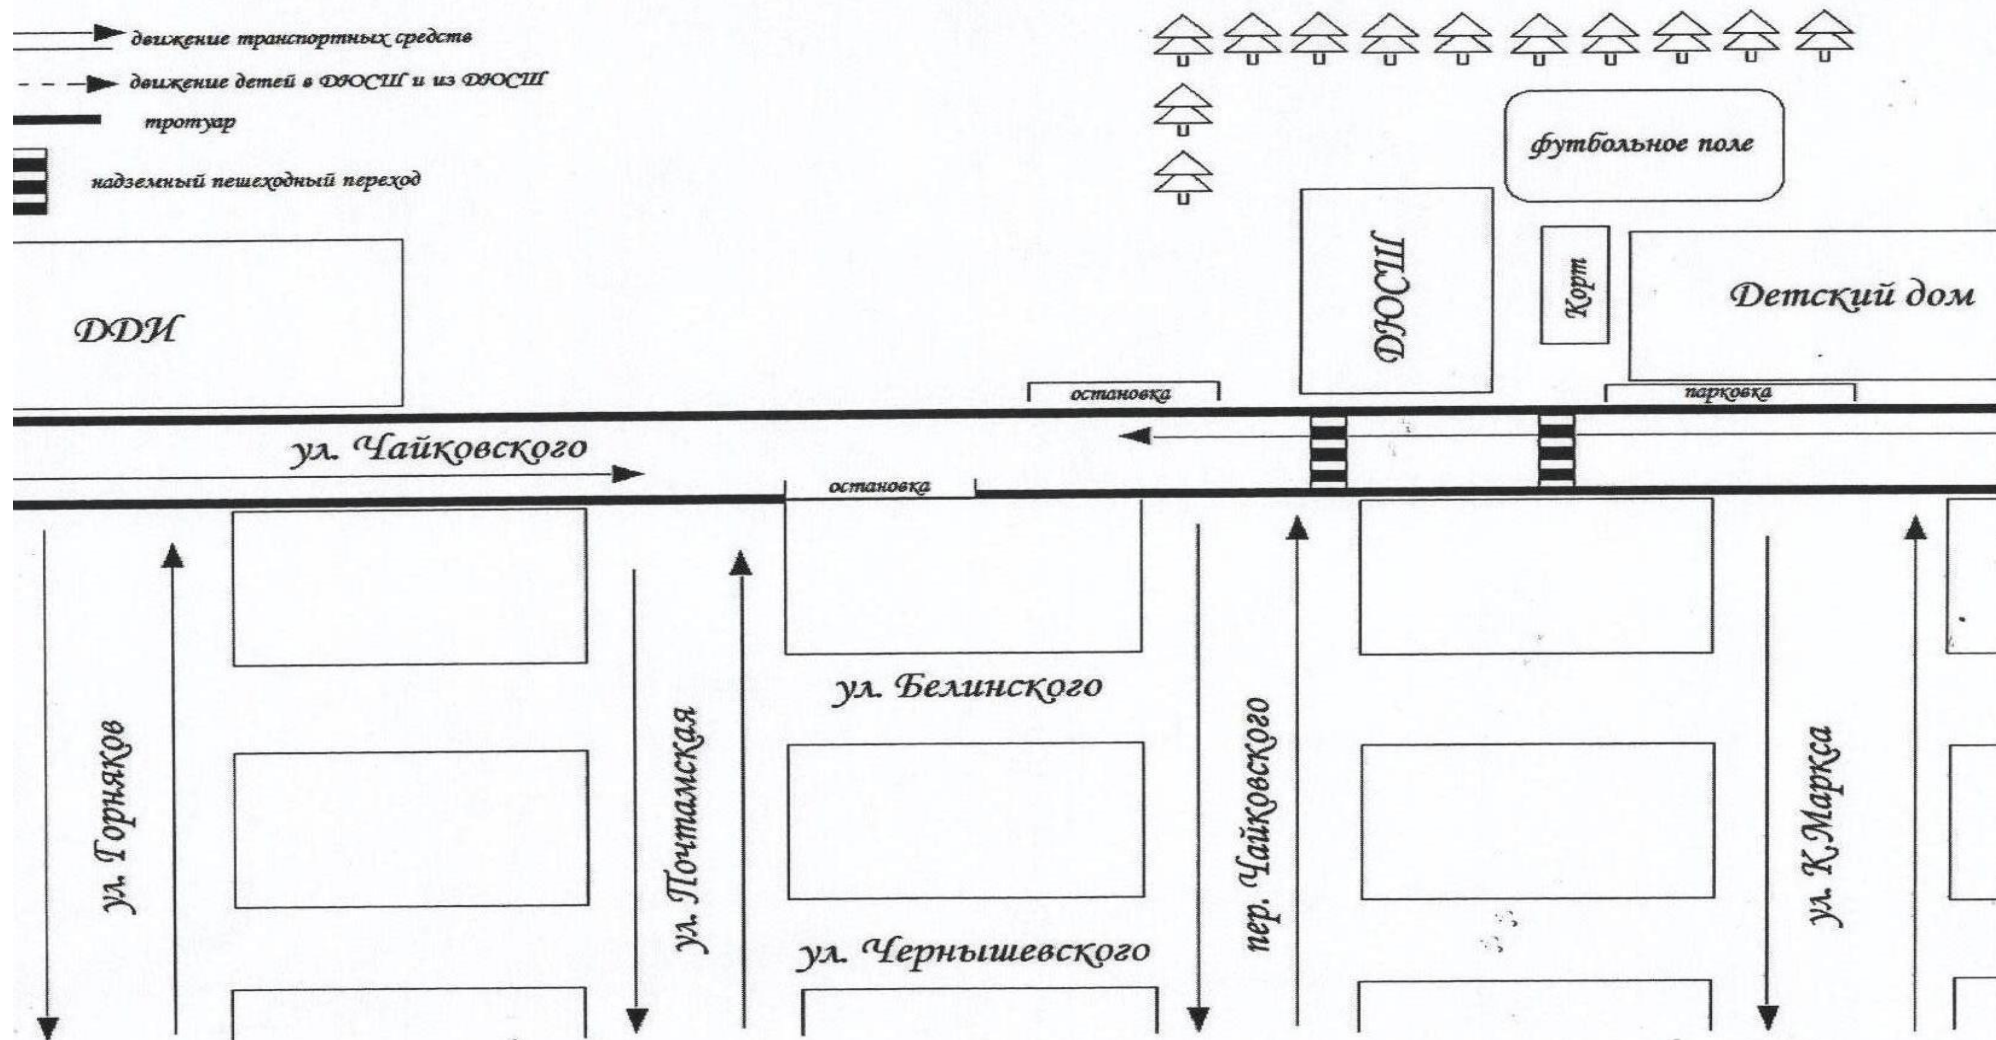 движение транспортных средств
движение детей в ДЮСШ и из ДЮСШ
тротуар
надземный пешеходный переход
футбольное поле
ДДИ
ДЮСШ
Корт
Детский дом
остановка
парковка
ул. Чайковского
остановка
ул. Белинского
ул. Горняков
ул. Почтамская
пер. Чайковского
ул. К,Маркса
ул. Чернышевского